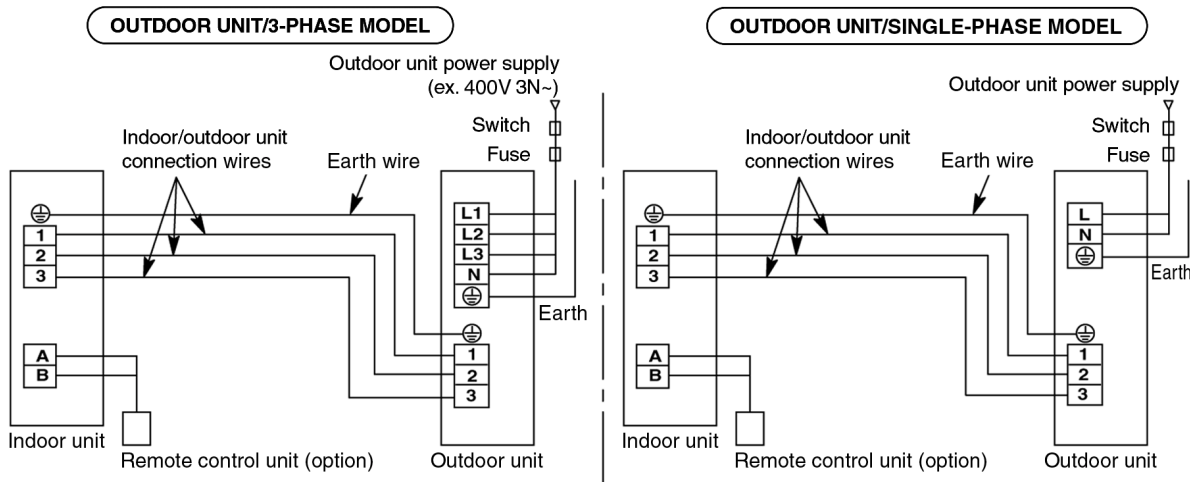 OUTDOOR UNIT/3-PHASE MODEL
Outdoor unit power supply
(ex. 400V 3N~)
Switch
Fuse
Indoor/outdoor unit
connection wires
Earth wire
1
2
3
A
B
L1
L2
L3
N
Earth
1
2
3
Indoor unit
Remote control unit (option)
Outdoor unit
OUTDOOR UNIT/SINGLE-PHASE MODEL
Outdoor unit power supply
Switch
Fuse
Indoor/outdoor unit
connection wires
Earth wire
1
2
3
A
B
L
N
Earth
1
2
3
Indoor unit
Remote control unit (option)
Outdoor unit